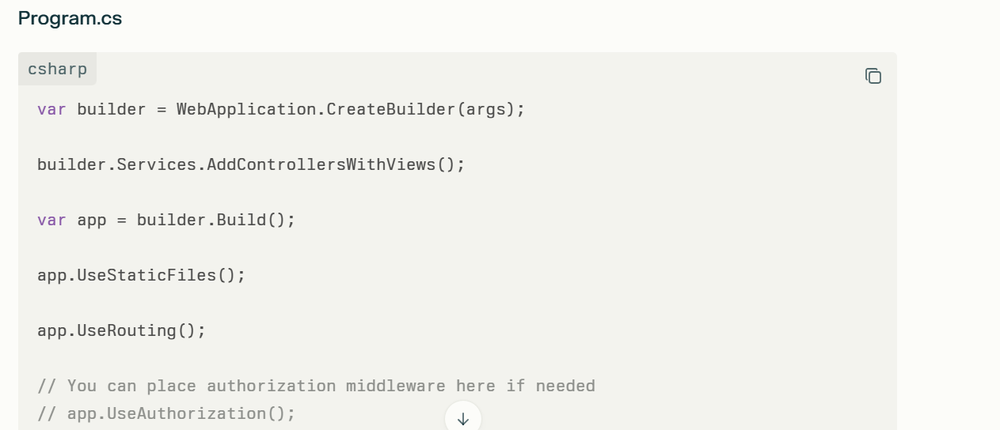 Program.cs
csharp
var builder = WebApplication.CreateBuilder(args);
builder.Services.AddControllersWithViews();
var app = builder.Build();
app.UseStaticFiles();
app.UseRouting();
// You can place authorization middleware here if needed
// app.UseAuthorization();